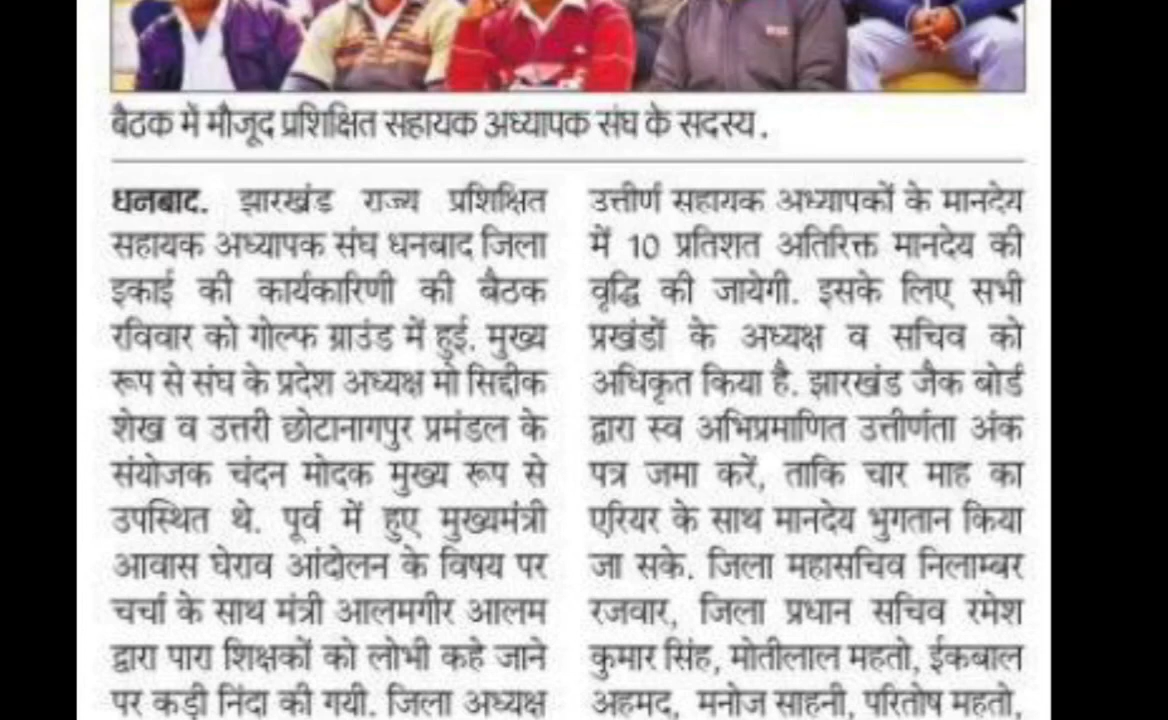 बैठक में मौजूद प्रशिक्षित सहायक अध्यापक संघ के सदस्य.
धनबाद. झारखंड राज्य प्रशिक्षित
सहायक अध्यापक संघ धनबाद जिला
इकाई की कार्यकारिणी की बैठक
रविवार को गोल्फ ग्राउंड में हुई. मुख्य
रूप से संघ के प्रदेश अध्यक्ष मो सिद्दीक
शेख व उत्तरी छोटानागपुर प्रमंडल के
संयोजक चंदन मोदक मुख्य रूप से
उपस्थित थे. पूर्व में हुए मुख्यमंत्री
आवास घेराव आंदोलन के विषय पर
चर्चा के साथ मंत्री आलमगीर आलम
द्वारा पारा शिक्षकों को लोभी कहे जाने
पर कड़ी निंदा की गयी. जिला अध्यक्ष
उत्तीर्ण सहायक अध्यापकों के मानदेय
में 10 प्रतिशत अतिरिक्त मानदेय की
वृद्धि की जायेगी. इसके लिए सभी
प्रखंडों के अध्यक्ष व सचिव को
अधिकृत किया है. झारखंड जैक बोर्ड
द्वारा स्व अभिप्रमाणित उत्तीर्णता अंक
पत्र जमा करें, ताकि चार माह का
एरियर के साथ मानदेय भुगतान किया
जा सके. जिला महासचिव निलाम्बर
रजवार, जिला प्रधान सचिव रमेश
कुमार सिंह, मोतीलाल महतो, ईकबाल
अहमद, मनोज साहनी, परितोष महतो,